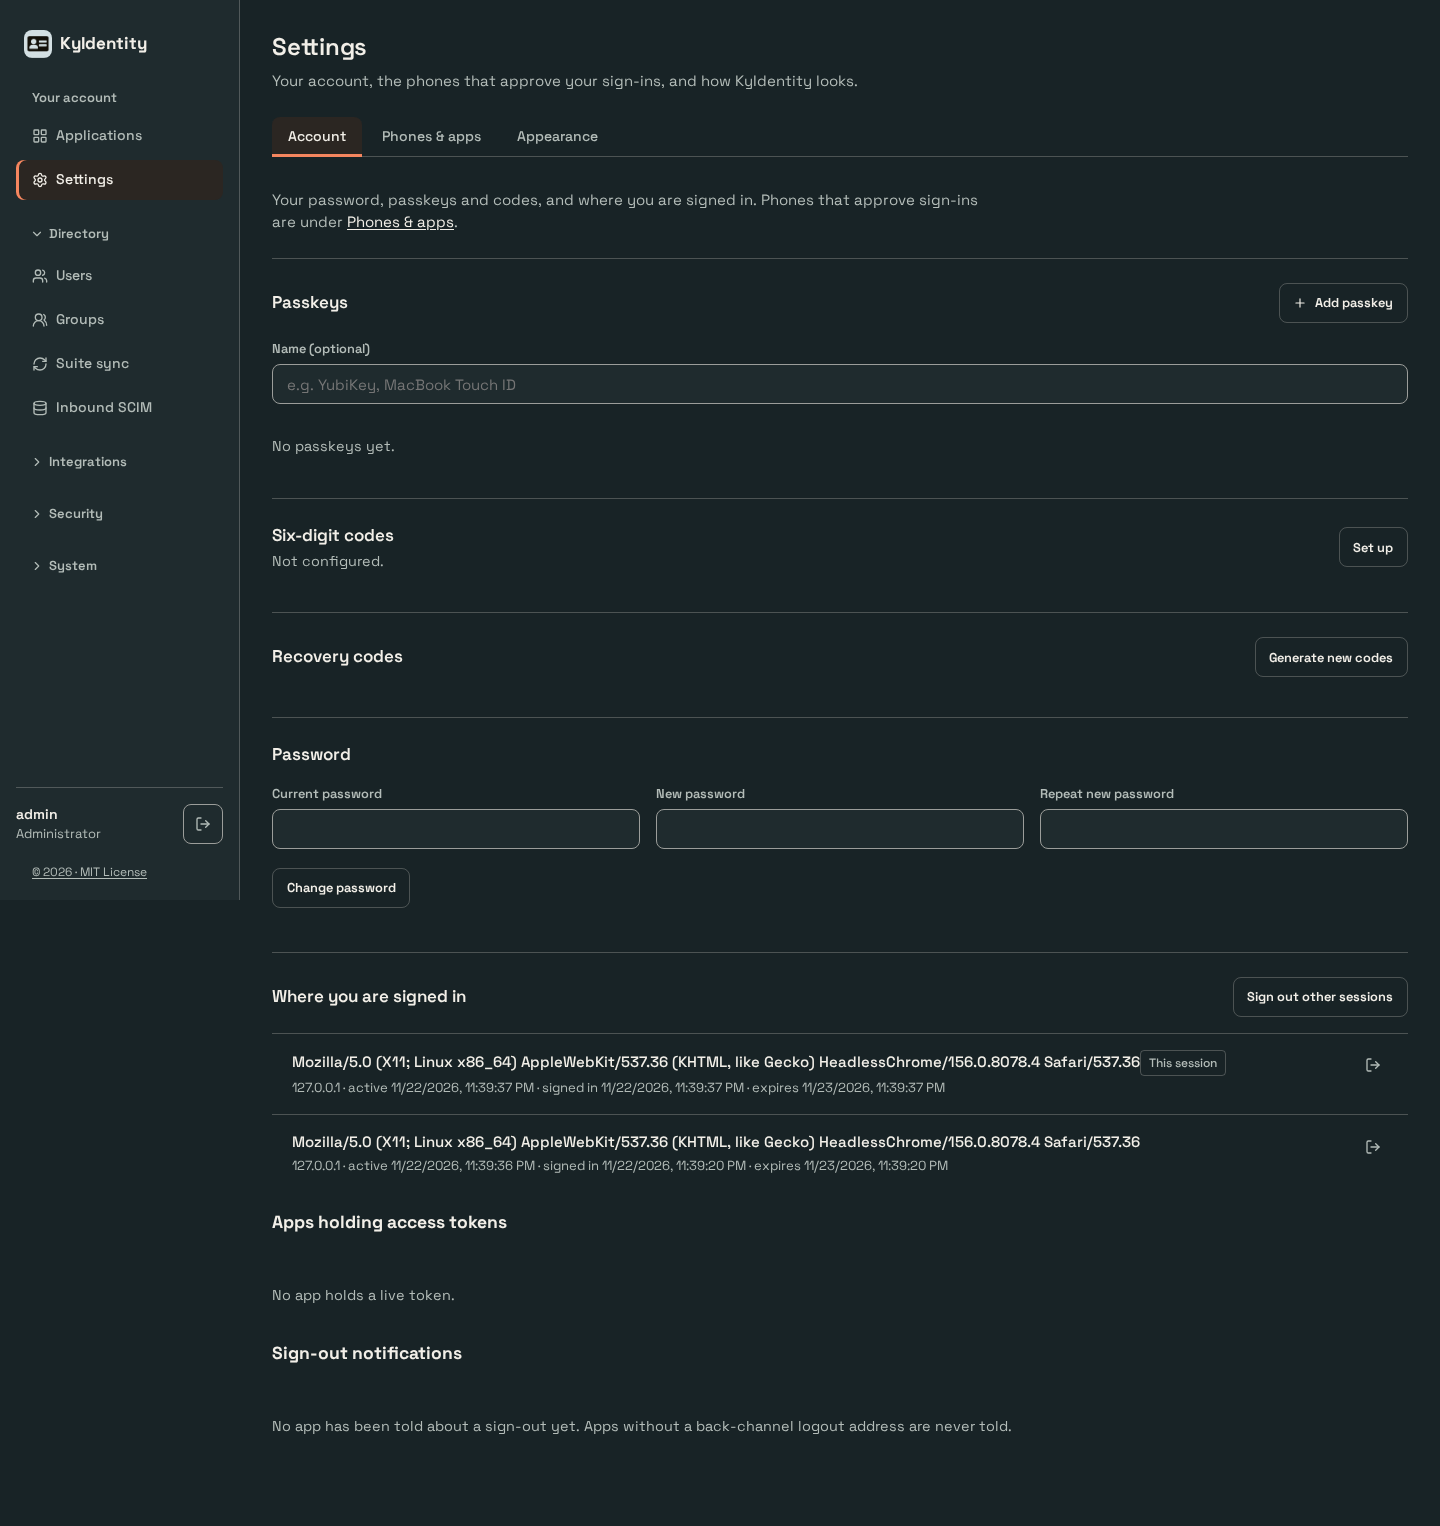 KyIdentity
Your account
Applications
Settings
Directory
Users
Groups
Suite sync
Inbound SCIM
Integrations
Security
System
admin
Administrator
© 2026 · MIT License
Settings
Your account, the phones that approve your sign-ins, and how KyIdentity looks.
Account
Phones & apps
Appearance
Your password, passkeys and codes, and where you are signed in. Phones that approve sign-ins
are under Phones & apps.
Passkeys
Add passkey
Name (optional)
e.g. YubiKey, MacBook Touch ID
No passkeys yet.
Six-digit codes
Not configured.
Set up
Recovery codes
Generate new codes
Password
Current password
New password
Repeat new password
Change password
Where you are signed in
Sign out other sessions
Mozilla/5.0 (X11; Linux x86_64) AppleWebKit/537.36 (KHTML, like Gecko) HeadlessChrome/156.0.8078.4 Safari/537.36 This session
127.0.0.1 · active 11/22/2026, 11:39:37 PM · signed in 11/22/2026, 11:39:37 PM · expires 11/23/2026, 11:39:37 PM
Mozilla/5.0 (X11; Linux x86_64) AppleWebKit/537.36 (KHTML, like Gecko) HeadlessChrome/156.0.8078.4 Safari/537.36
127.0.0.1 · active 11/22/2026, 11:39:36 PM · signed in 11/22/2026, 11:39:20 PM · expires 11/23/2026, 11:39:20 PM
Apps holding access tokens
No app holds a live token.
Sign-out notifications
No app has been told about a sign-out yet. Apps without a back-channel logout address are never told.